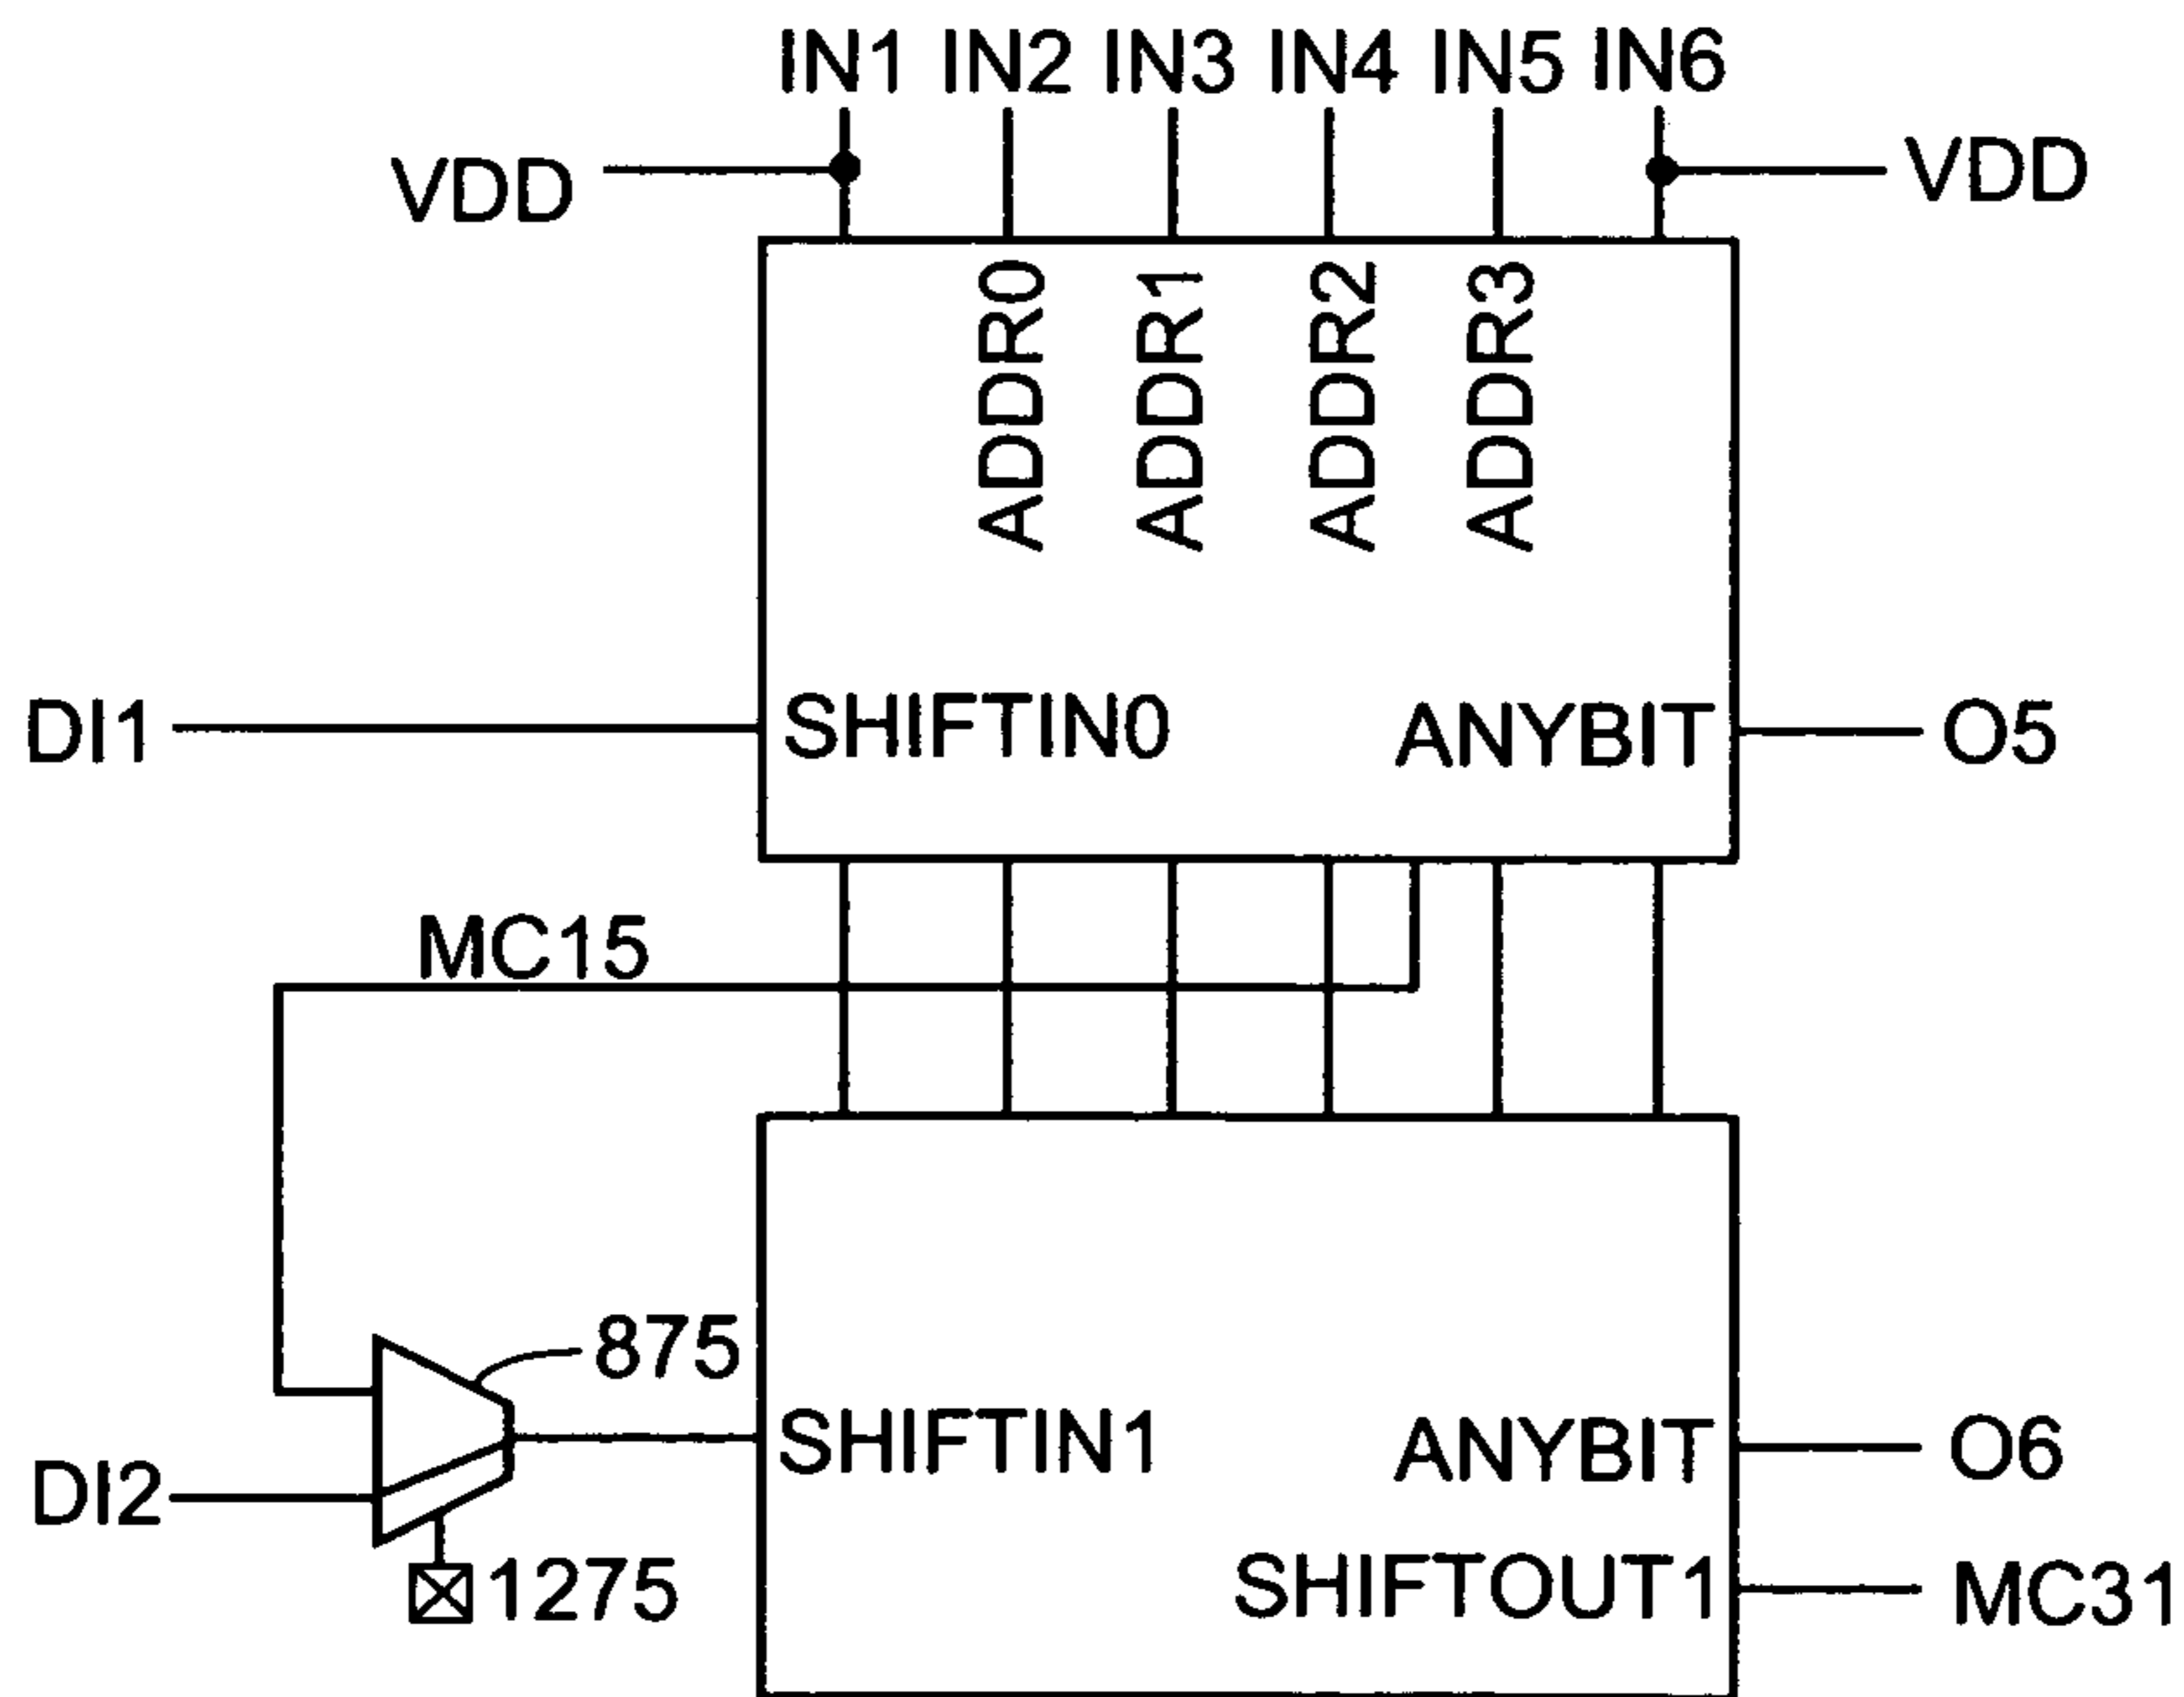 IN1 IN2 IN3 IN4 IN5 IN6
VDD
VDD
ADDR0
ADDR1
ADDR2
ADDR3
DI1
SHIFTIN0
ANYBIT
O5
MC15
875
SHIFTIN1
ANYBIT
O6
DI2
1275
SHIFTOUT1
MC31